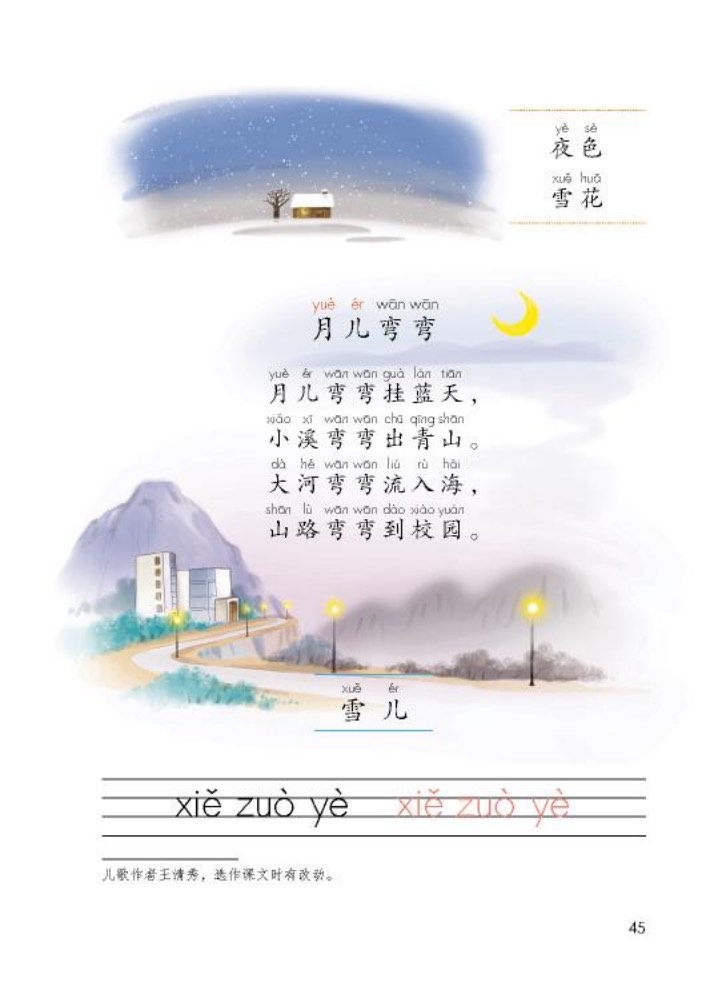 yè sè
夜色
xuě huā
雪花
yuè ér wān wān
月儿弯弯
yuè ér wān wān guà lán tiān
月儿弯弯挂蓝天，
xiǎo xī wān wān chū qīng shān
小溪弯弯出青山。
dà hé wān wān liú rù hǎi
大河弯弯流入海，
shān lù wān wān dào xiào yuán
山路弯弯到校园。
xuě ér
雪儿
xiě zuò yè xiě zuò yè
儿歌作者王清秀，选作课文时有改动。
45